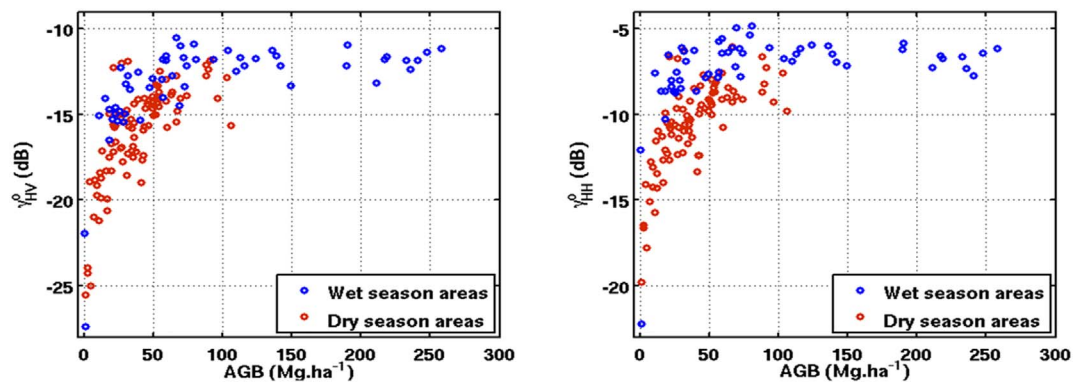 -10
-15
-20
-25
γ⁰HV (dB)
0 50 100 150 200 250 300
AGB (Mg.ha⁻¹)
Wet season areas
Dry season areas
-5
-10
-15
-20
γ⁰HH (dB)
0 50 100 150 200 250 300
AGB (Mg.ha⁻¹)
Wet season areas
Dry season areas